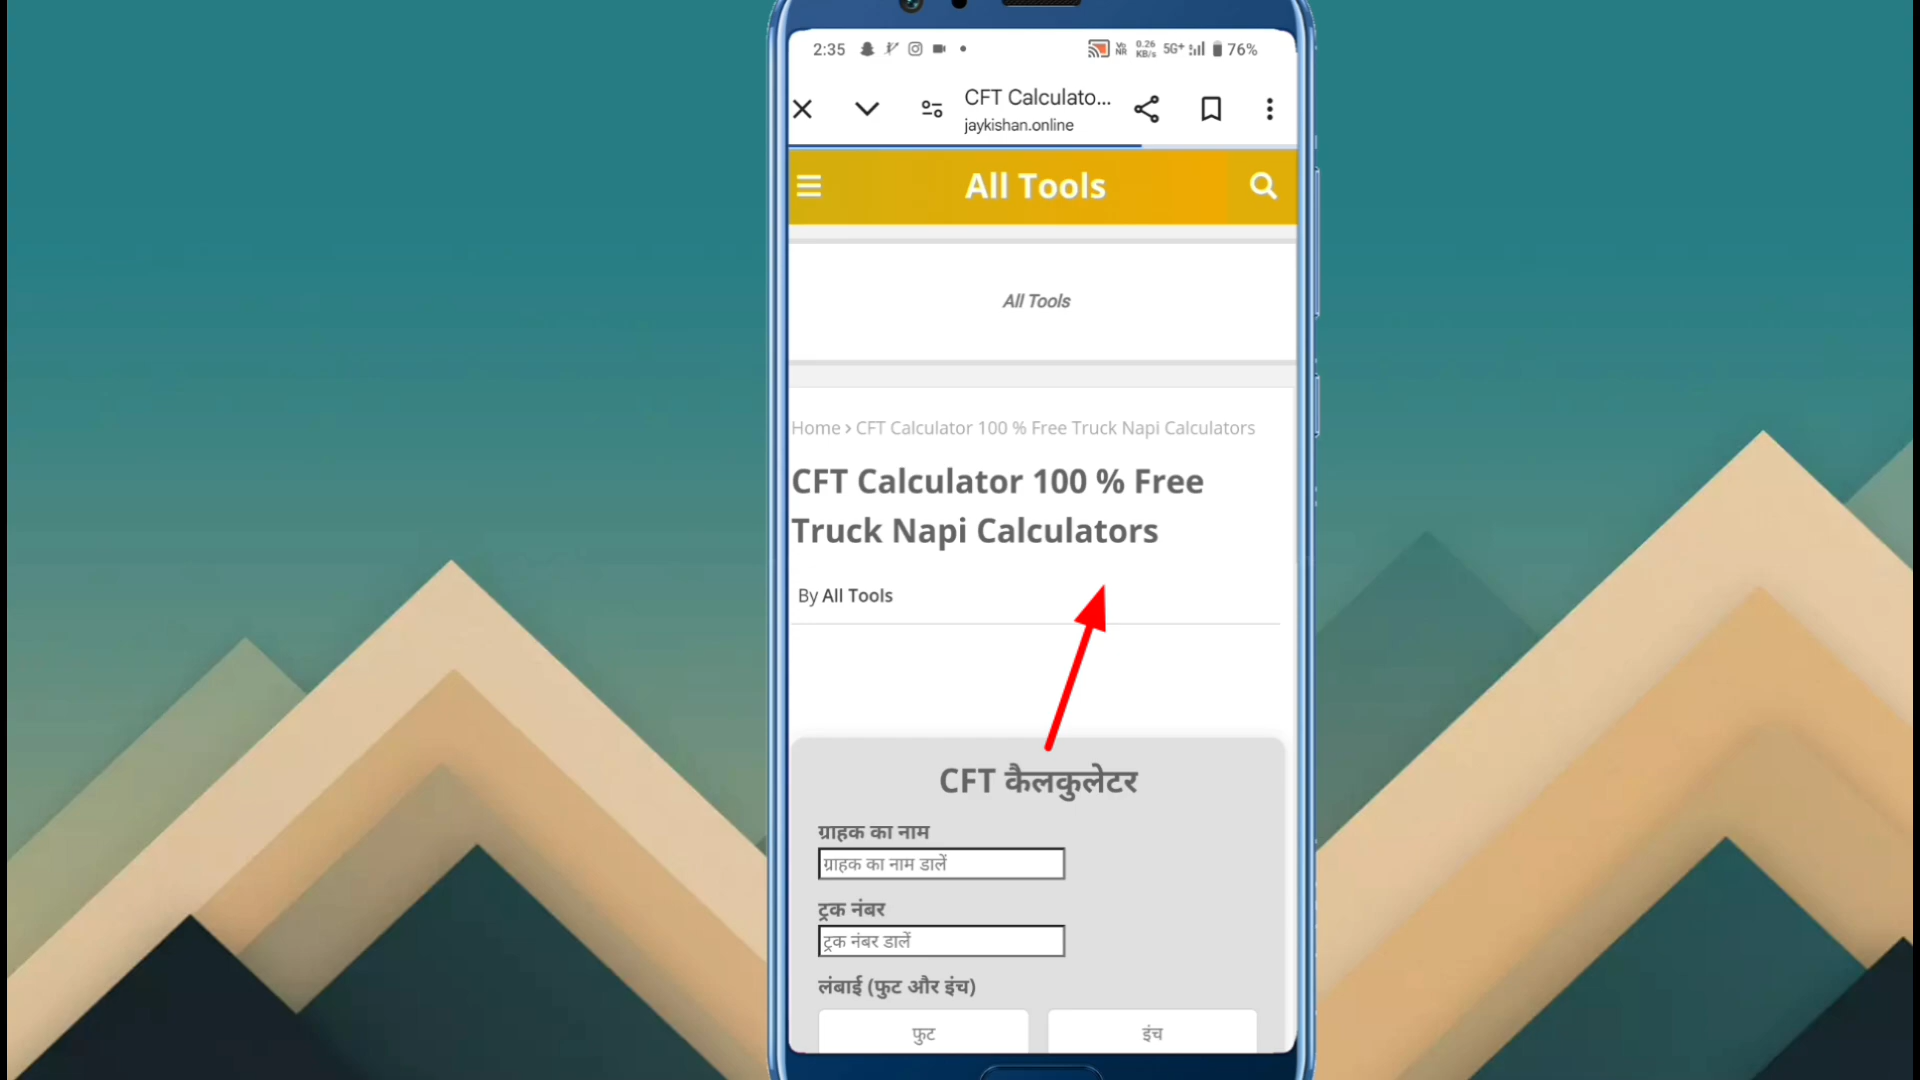 2:35
Vo
NR
0.26
KB/s
5G+
76%
CFT Calculato...
jaykishan.online
All Tools
All Tools
Home › CFT Calculator 100 % Free Truck Napi Calculators
CFT Calculator 100 % Free
Truck Napi Calculators
By All Tools
CFT कैलकुलेटर
ग्राहक का नाम
ग्राहक का नाम डालें
ट्रक नंबर
ट्रक नंबर डालें
लंबाई (फुट और इंच)
फुट
इंच